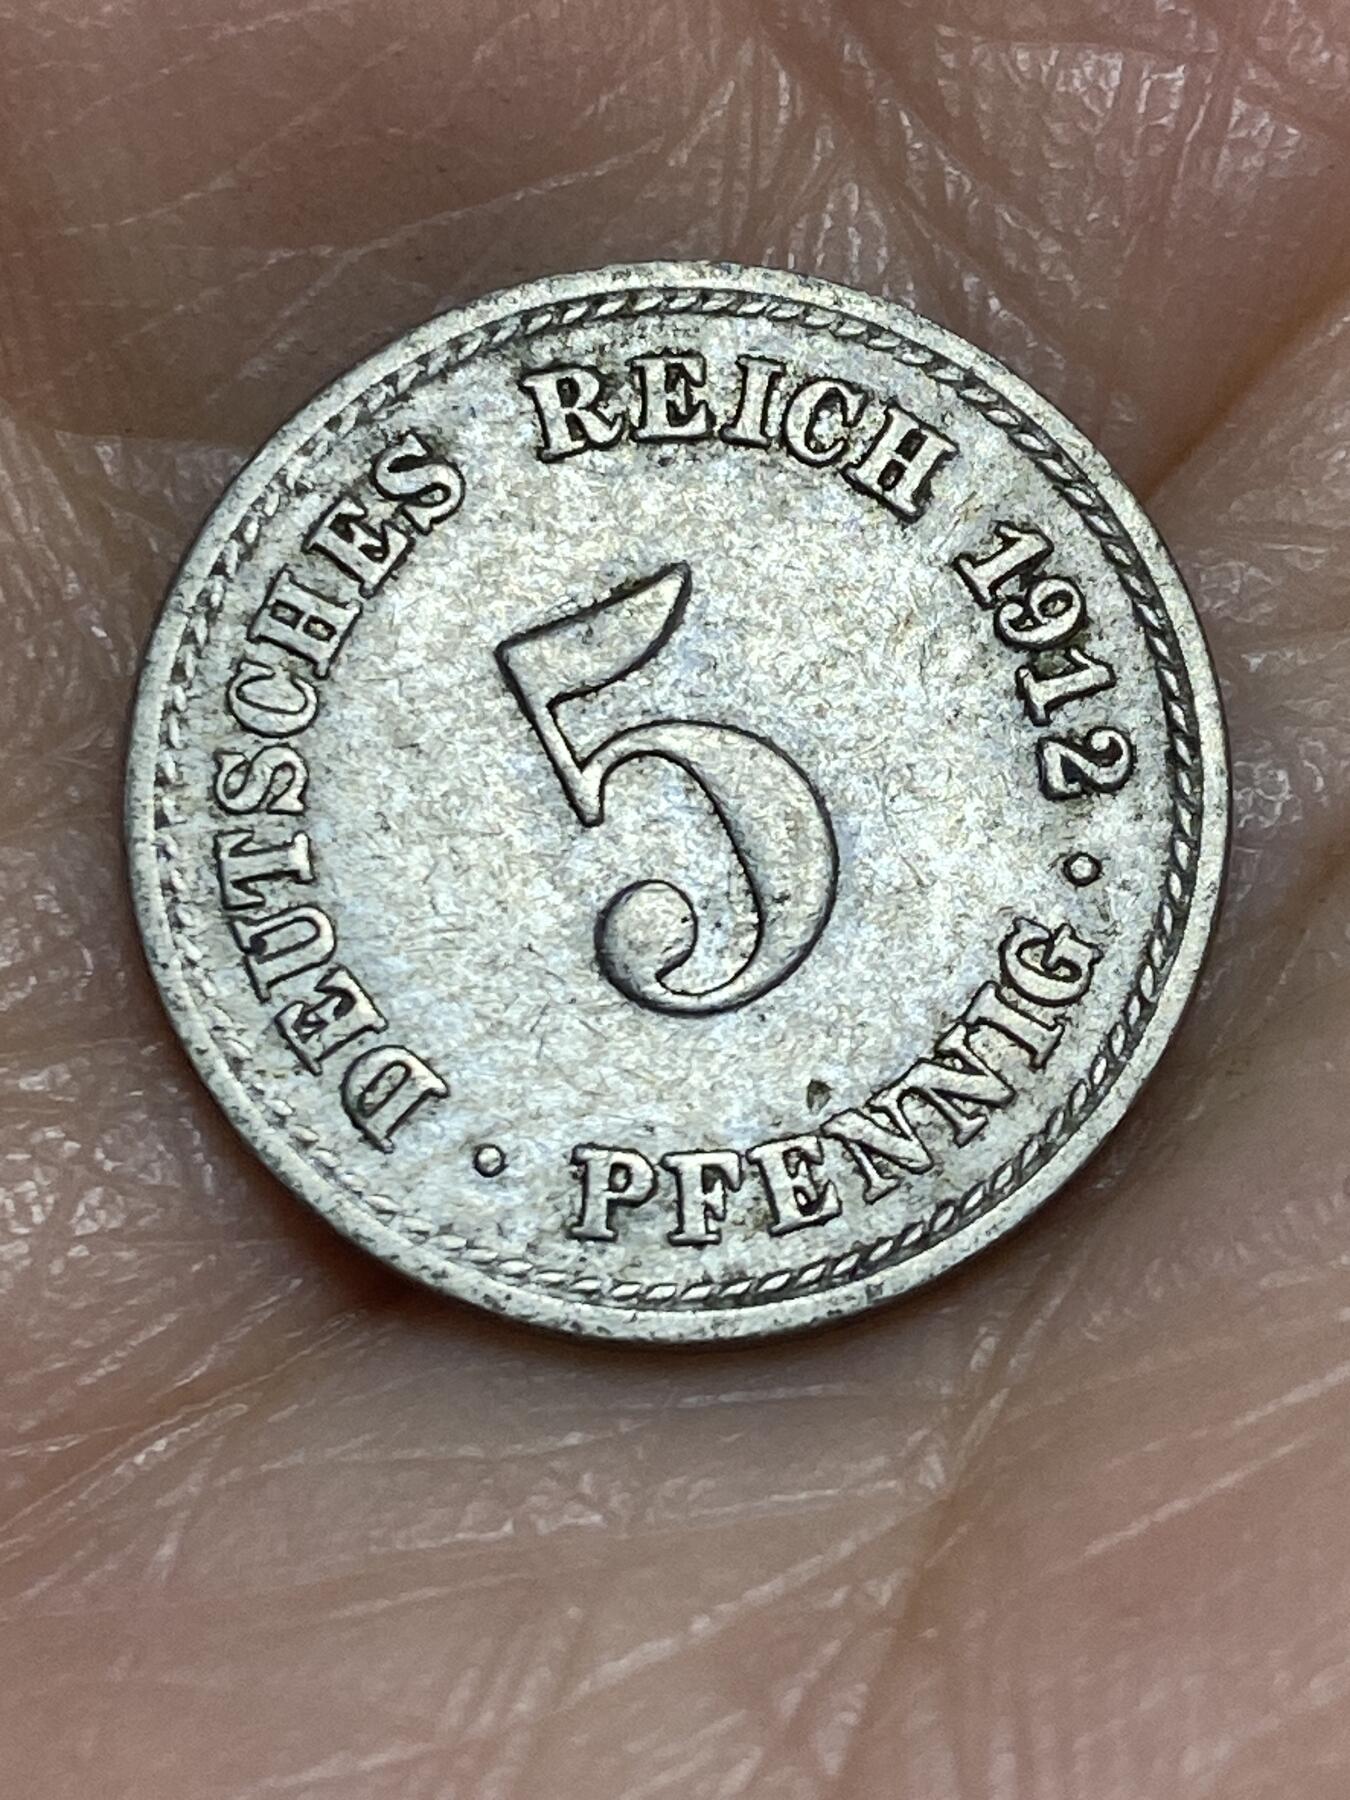 DEUTSCHES REICH 1912
5
• PFENNIG •